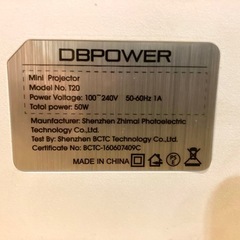 DBPOWER
Mini Projector
Model No. T20
Power Voltage: 100~240V 50-60Hz 1A
Total power: 50W
Maunfacturer: Shenzhen Zhimai Photoelectric
Technology Co., Ltd.
Test By: Shenzhen BCTC Technology Co., Ltd.
Certificate No: BCTC-160607409C
MADE IN CHINA